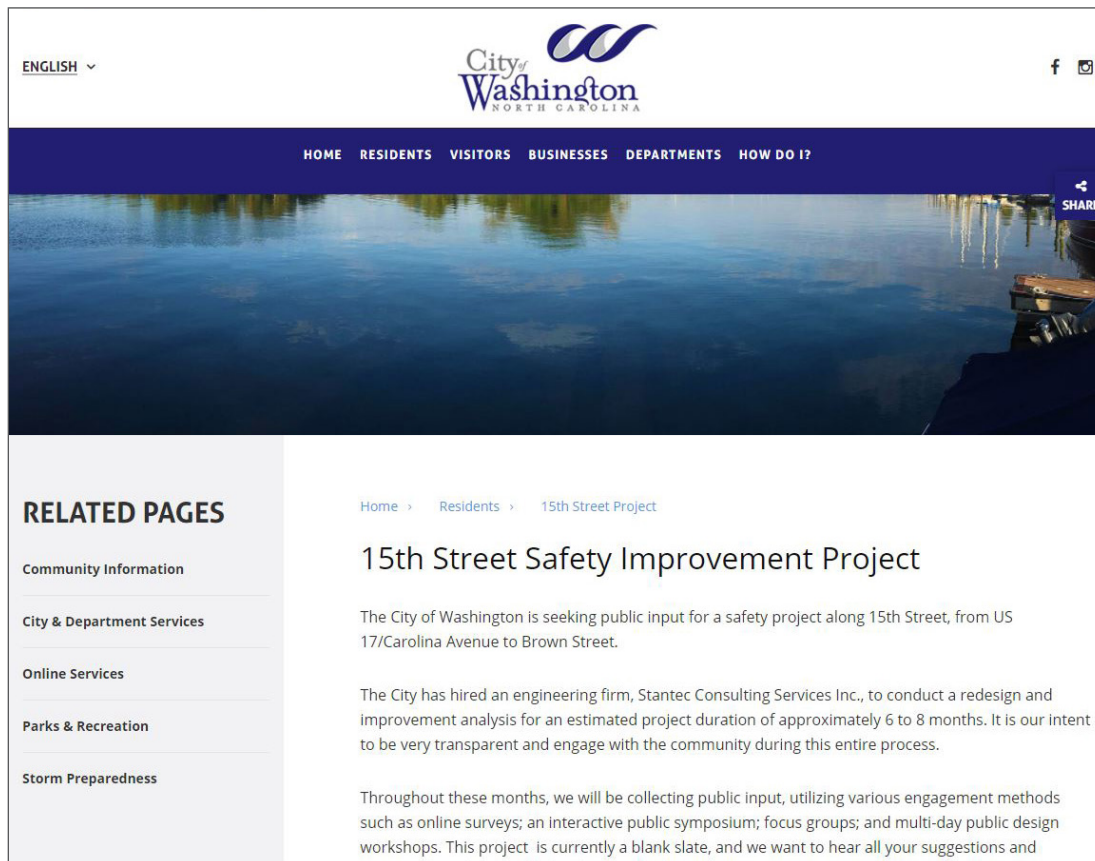 ENGLISH
City of
Washington
NORTH CAROLINA
HOME RESIDENTS VISITORS BUSINESSES DEPARTMENTS HOW DO I?
SHARE
RELATED PAGES
Community Information
City & Department Services
Online Services
Parks & Recreation
Storm Preparedness
Home › Residents › 15th Street Project
15th Street Safety Improvement Project
The City of Washington is seeking public input for a safety project along 15th Street, from US
17/Carolina Avenue to Brown Street.
The City has hired an engineering firm, Stantec Consulting Services Inc., to conduct a redesign and
improvement analysis for an estimated project duration of approximately 6 to 8 months. It is our intent
to be very transparent and engage with the community during this entire process.
Throughout these months, we will be collecting public input, utilizing various engagement methods
such as online surveys; an interactive public symposium; focus groups; and multi-day public design
workshops. This project is currently a blank slate, and we want to hear all your suggestions and